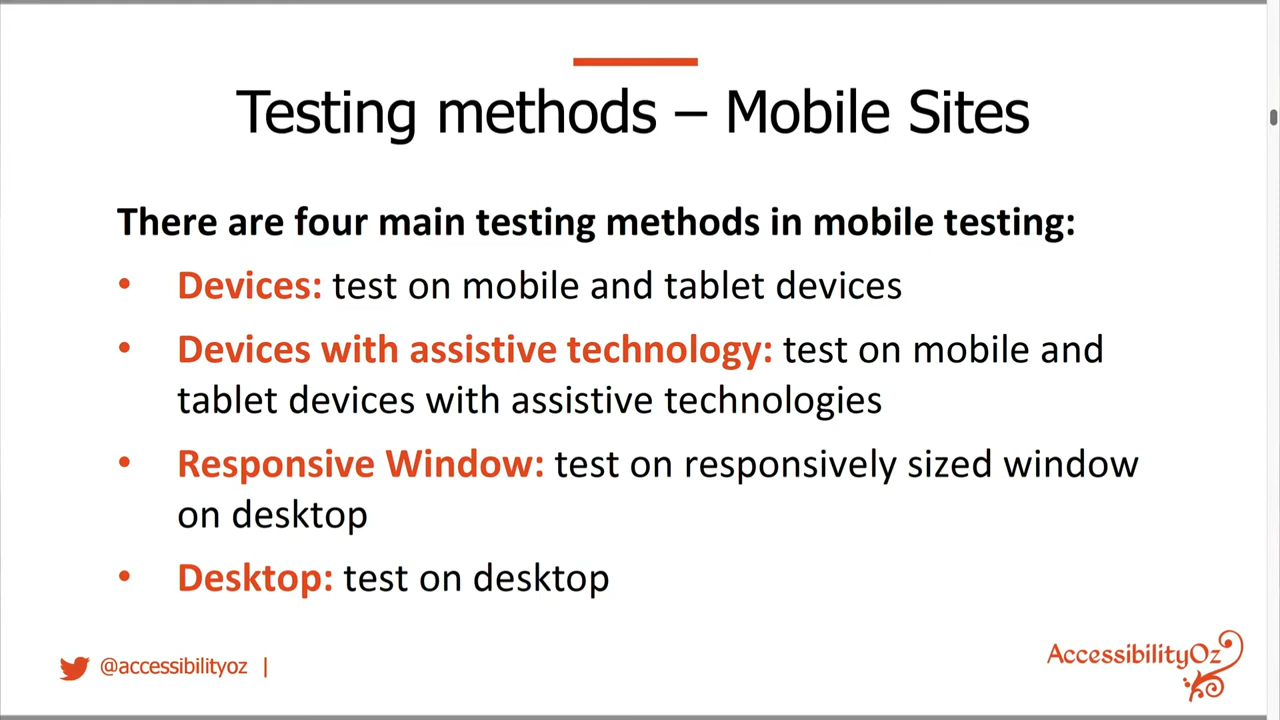 Testing methods – Mobile Sites
There are four main testing methods in mobile testing:
• Devices: test on mobile and tablet devices
• Devices with assistive technology: test on mobile and
tablet devices with assistive technologies
• Responsive Window: test on responsively sized window
on desktop
• Desktop: test on desktop
@accessibilityoz |
AccessibilityOz